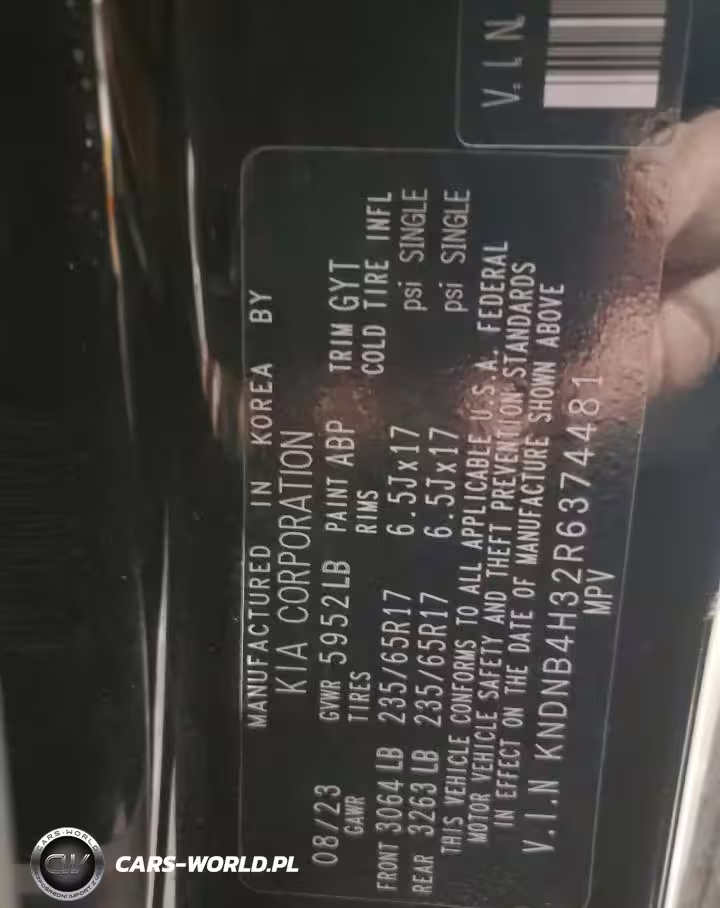 V.I.N
MANUFACTURED IN KOREA BY
KIA CORPORATION
08/23 GVWR 5952LB PAINT ABP TRIM GYT
GAWR TIRES RIMS COLD TIRE INFL
FRONT 3064LB 235/65R17 6.5Jx17 psi SINGLE
REAR 3263LB 235/65R17 6.5Jx17 psi SINGLE
THIS VEHICLE CONFORMS TO ALL APPLICABLE U.S.A. FEDERAL
MOTOR VEHICLE SAFETY AND THEFT PREVENTION STANDARDS
IN EFFECT ON THE DATE OF MANUFACTURE SHOWN ABOVE
V.I.N KNDNB4H32R6374481
MPV
CARS-WORLD
CW
CARS-WORLD.PL